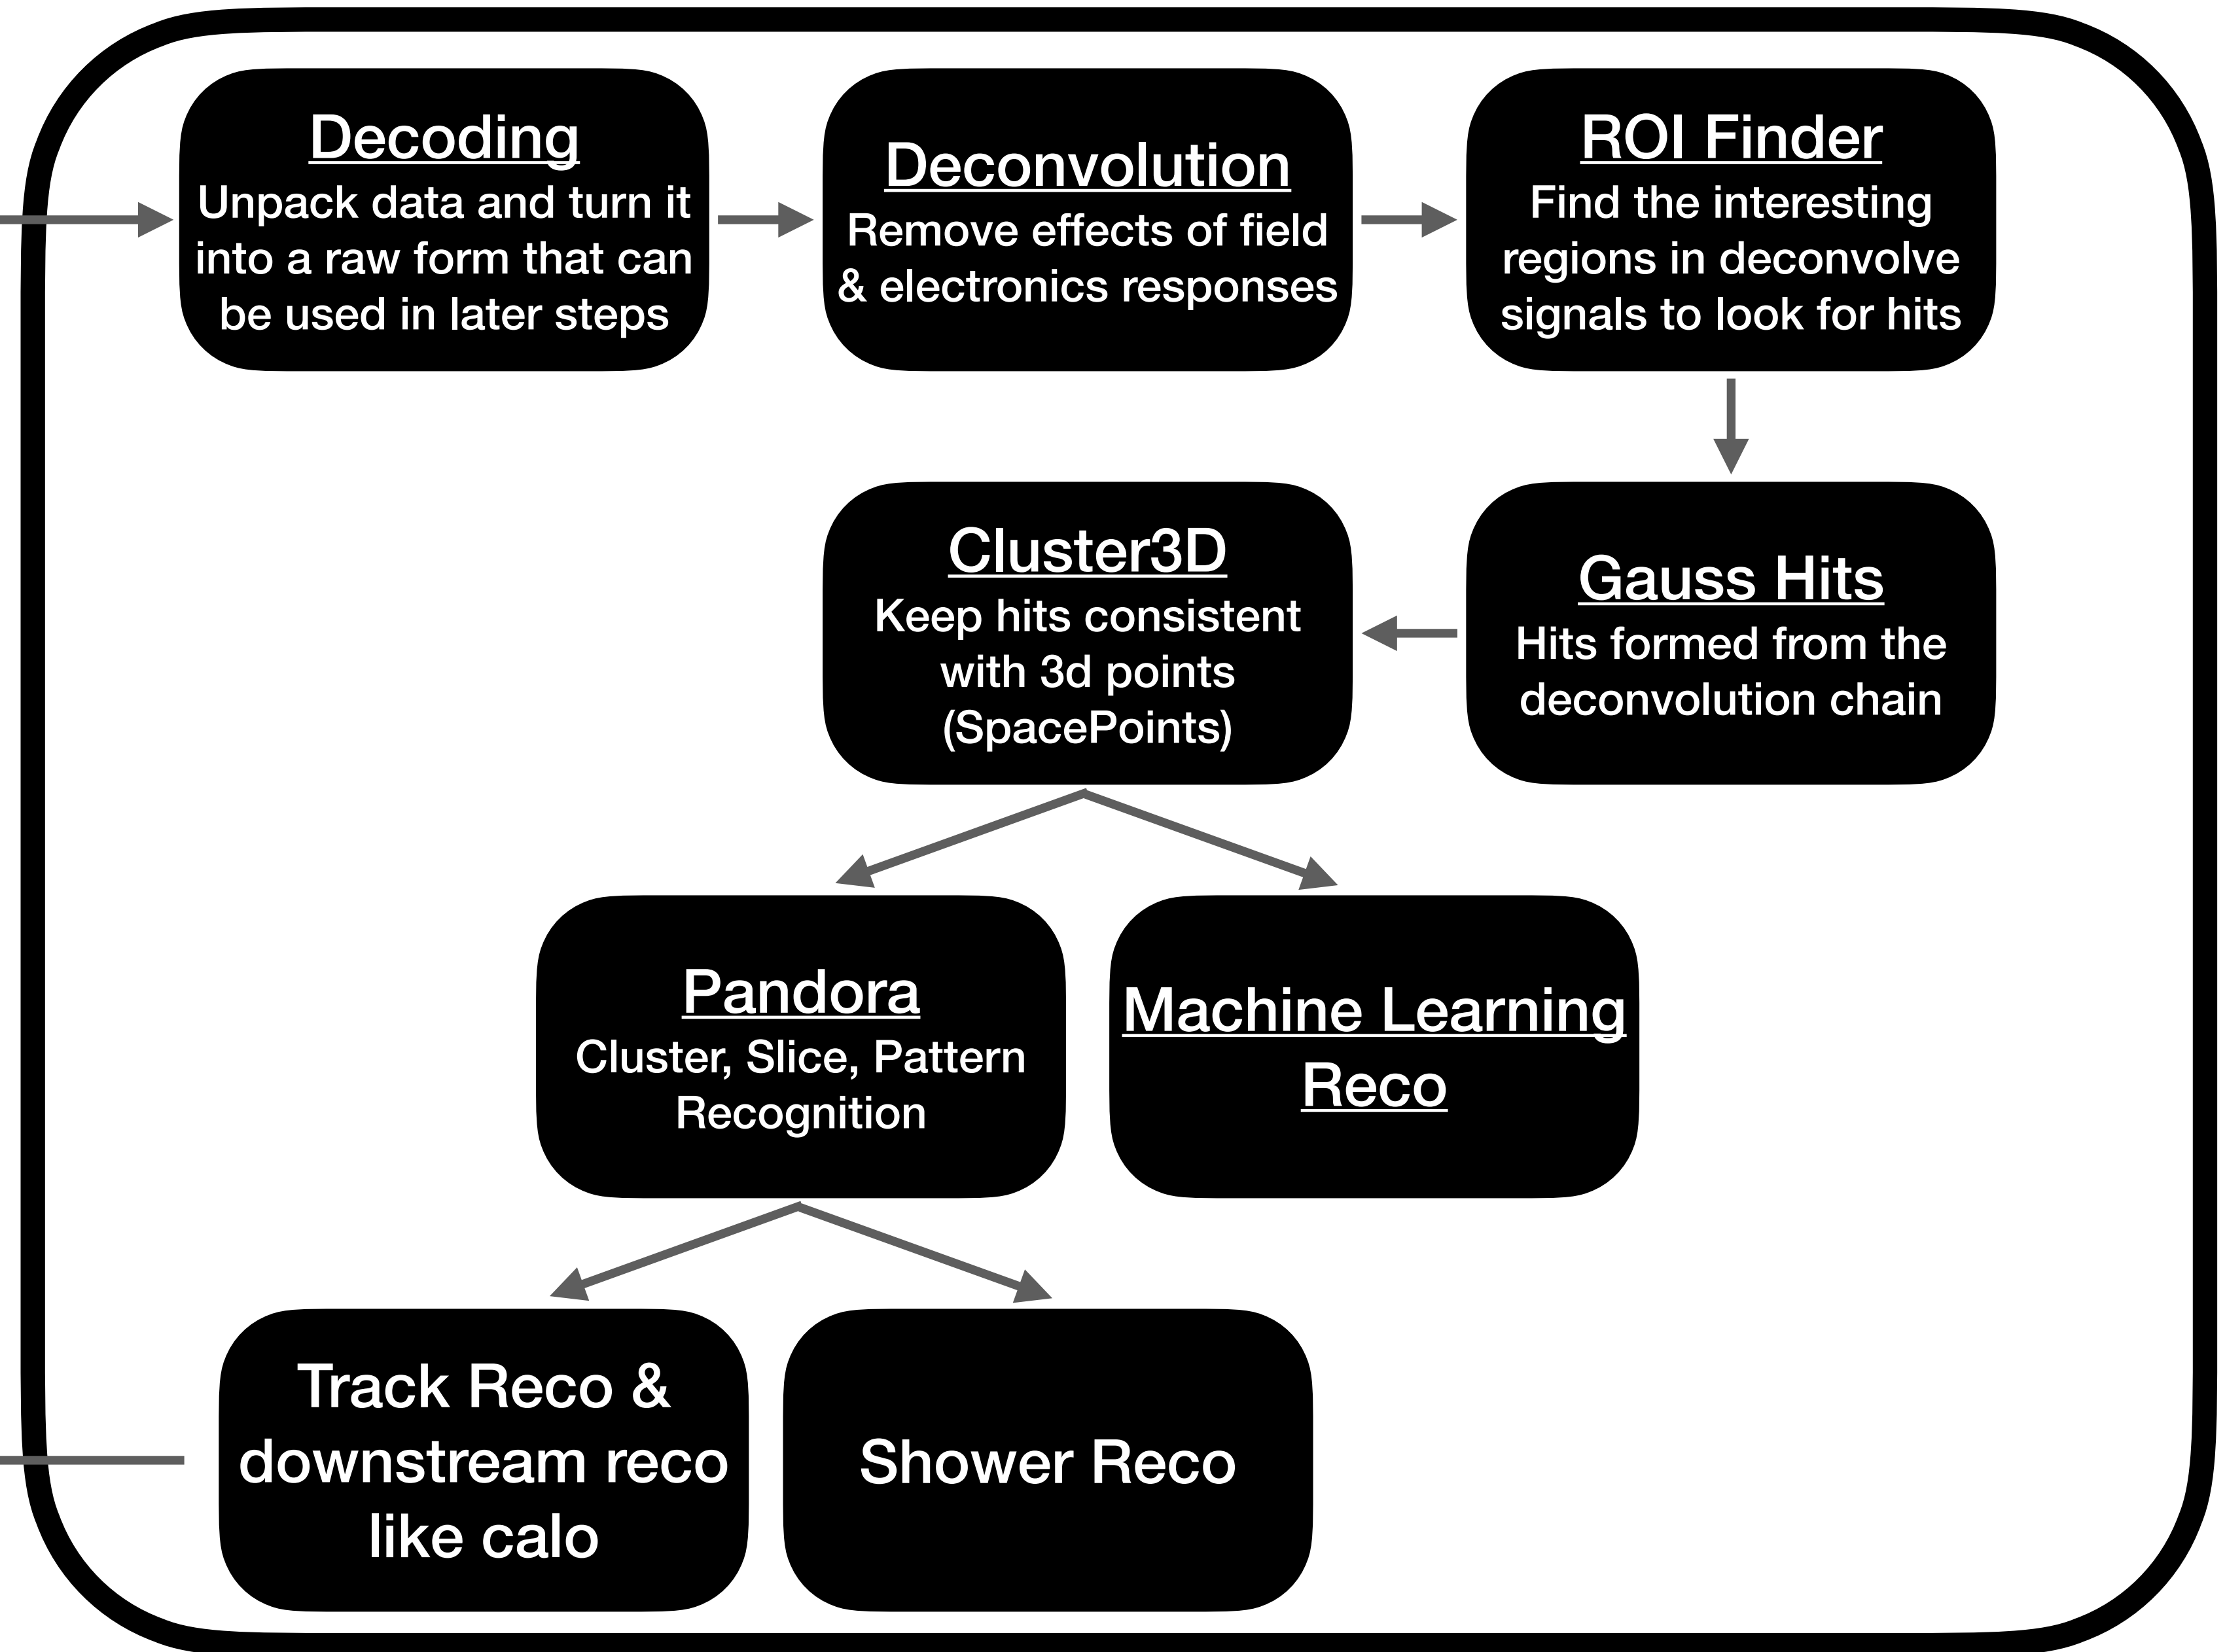 Decoding
Unpack data and turn it
into a raw form that can
be used in later steps
Deconvolution
Remove effects of field
& electronics responses
ROI Finder
Find the interesting
regions in deconvolve
signals to look for hits
Cluster3D
Keep hits consistent
with 3d points
(SpacePoints)
Gauss Hits
Hits formed from the
deconvolution chain
Pandora
Cluster, Slice, Pattern
Recognition
Machine Learning
Reco
Track Reco &
downstream reco
like calo
Shower Reco